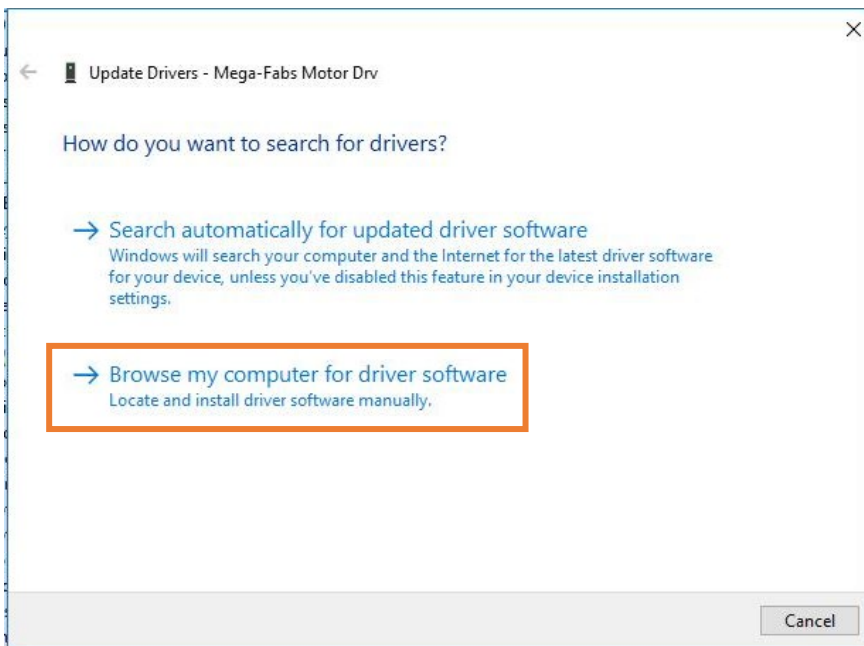 Update Drivers - Mega-Fabs Motor Drv
How do you want to search for drivers?
Search automatically for updated driver software
Windows will search your computer and the Internet for the latest driver software
for your device, unless you've disabled this feature in your device installation
settings.
Browse my computer for driver software
Locate and install driver software manually.
Cancel